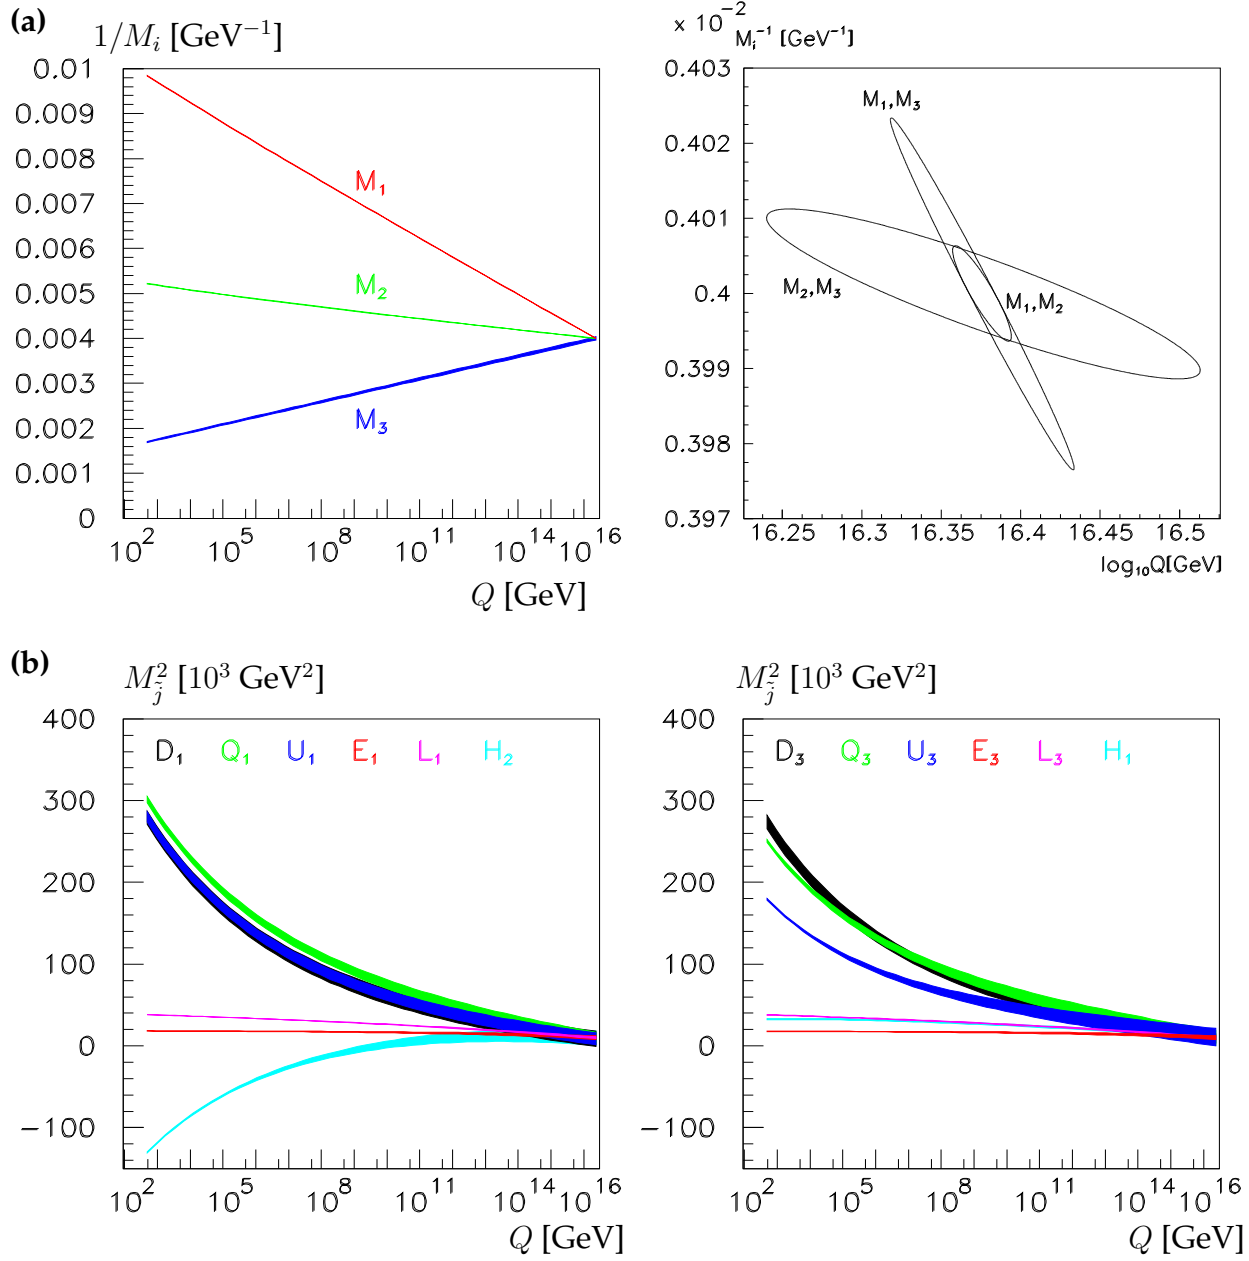 (a)
1/M_i [GeV⁻¹]
0.01
0.009
0.008
0.007
0.006
0.005
0.004
0.003
0.002
0.001
0
M₁
M₂
M₃
10² 10⁵ 10⁸ 10¹¹ 10¹⁴ 10¹⁶
Q [GeV]
x 10⁻²
M_i⁻¹ [GeV⁻¹]
0.403
0.402
0.401
0.4
0.399
0.398
0.397
M₁,M₃
M₂,M₃
M₁,M₂
16.25 16.3 16.35 16.4 16.45 16.5
log₁₀Q[GeV]
(b)
M²_j̃ [10³ GeV²]
400
300
200
100
0
−100
D₁ Q₁ U₁ E₁ L₁ H₂
10² 10⁵ 10⁸ 10¹¹ 10¹⁴ 10¹⁶
Q [GeV]
M²_j̃ [10³ GeV²]
400
300
200
100
0
−100
D₃ Q₃ U₃ E₃ L₃ H₁
10² 10⁵ 10⁸ 10¹¹ 10¹⁴ 10¹⁶
Q [GeV]